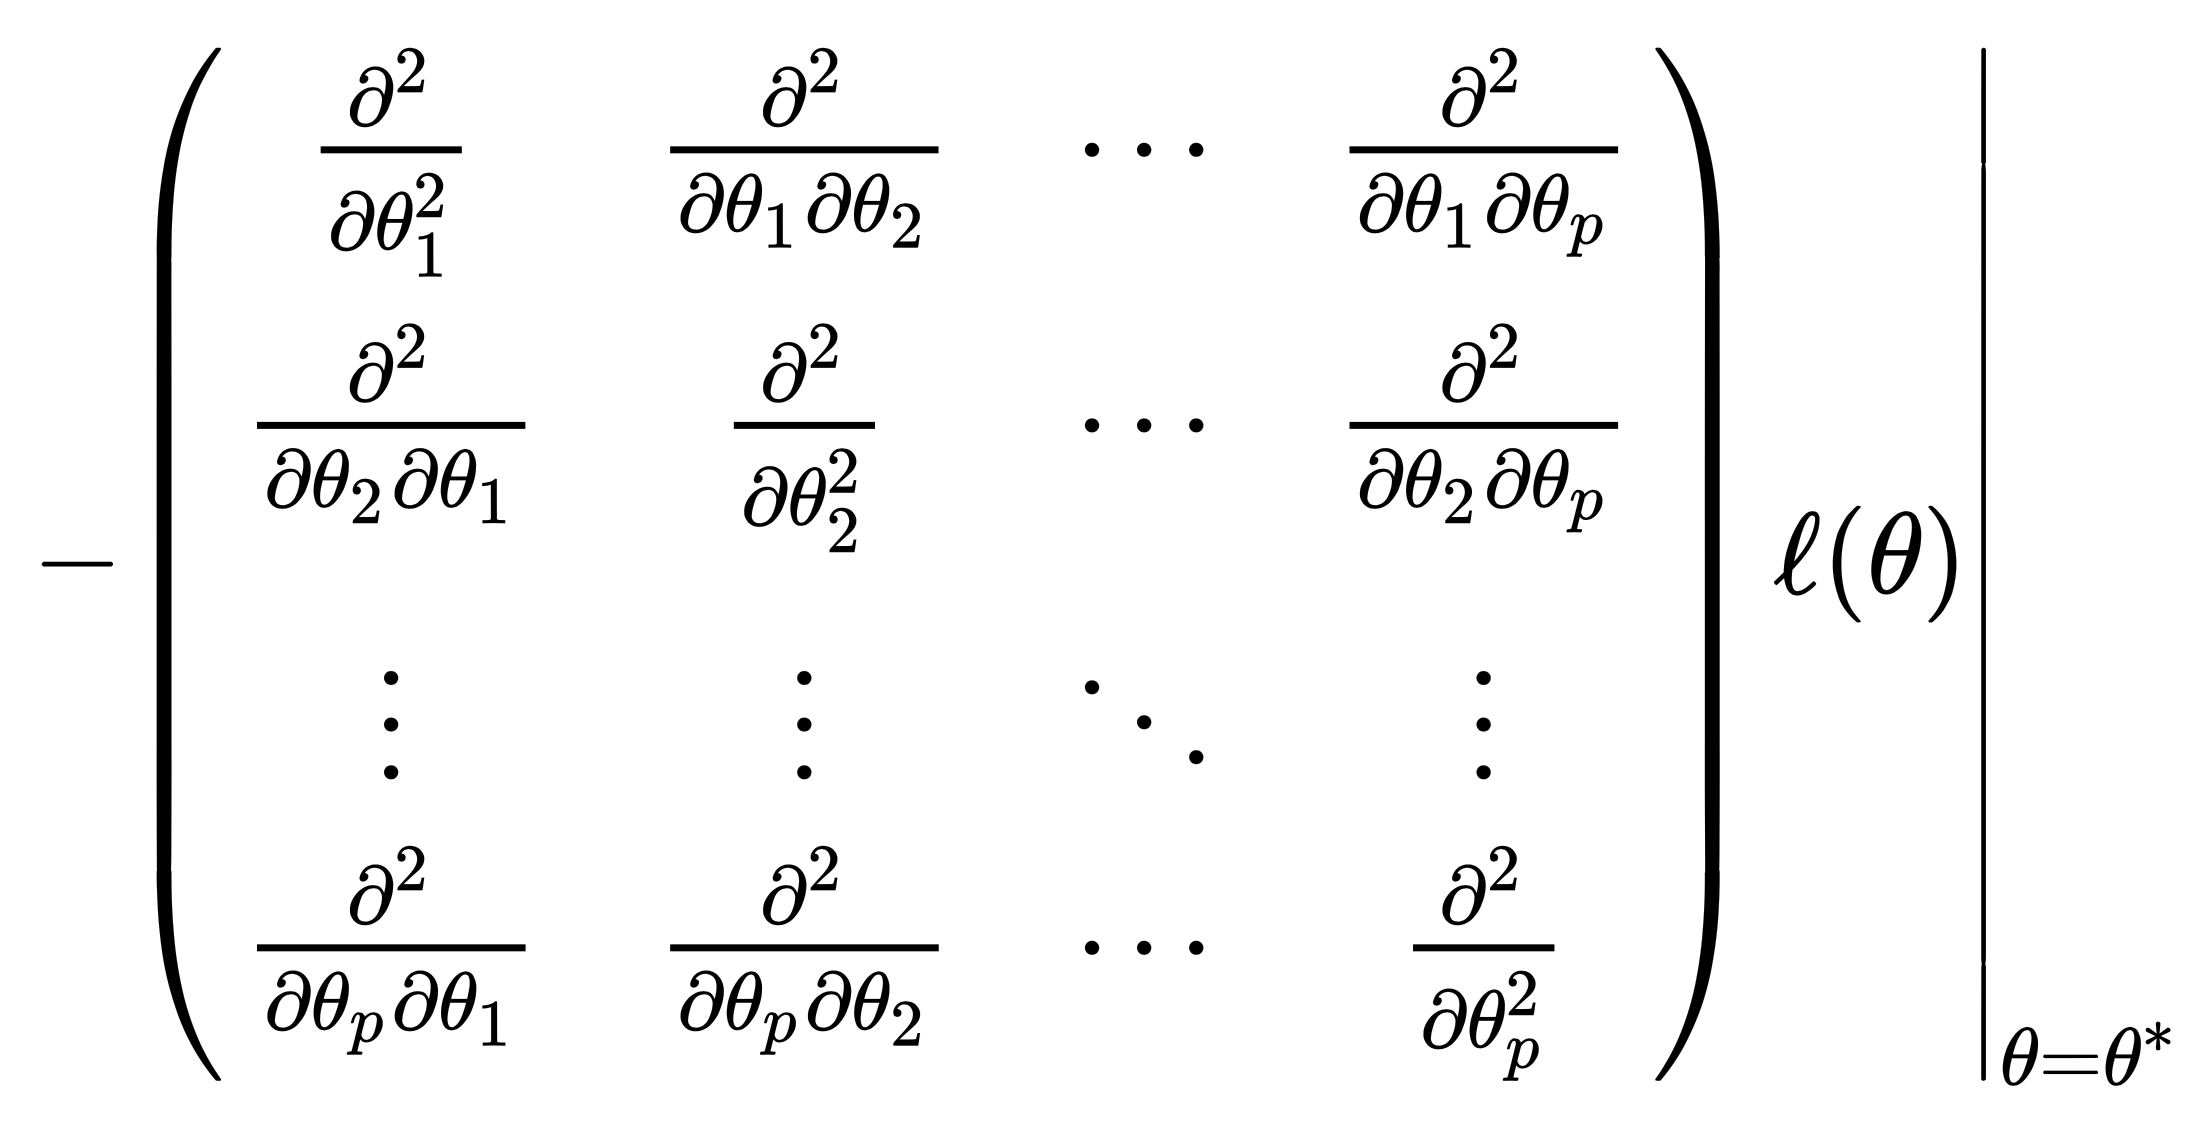 ∂² / ∂θ₁²   ∂² / ∂θ₁∂θ₂   ⋯   ∂² / ∂θ₁∂θₚ
∂² / ∂θ₂∂θ₁   ∂² / ∂θ₂²   ⋯   ∂² / ∂θ₂∂θₚ
− ( ) ℓ(θ) |
⋮   ⋮   ⋱   ⋮
∂² / ∂θₚ∂θ₁   ∂² / ∂θₚ∂θ₂   ⋯   ∂² / ∂θₚ²
θ=θ*